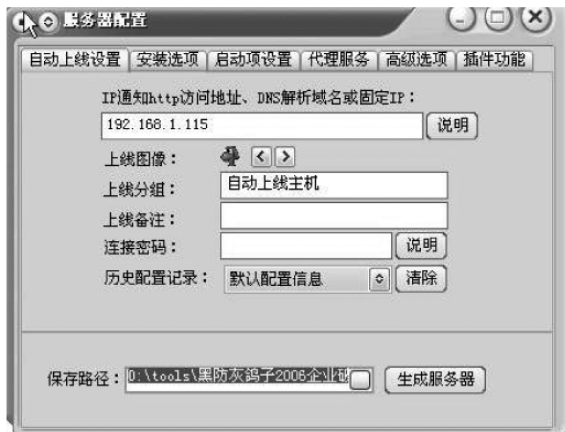 服务器配置
自动上线设置 安装选项 启动项设置 代理服务 高级选项 插件功能
IP通知http访问地址、DNS解析域名或固定IP：
192.168.1.115 说明
上线图像： < >
上线分组： 自动上线主机
上线备注：
连接密码： 说明
历史配置记录： 默认配置信息 清除
保存路径： D:\tools\黑防灰鸽子2006企业破 生成服务器